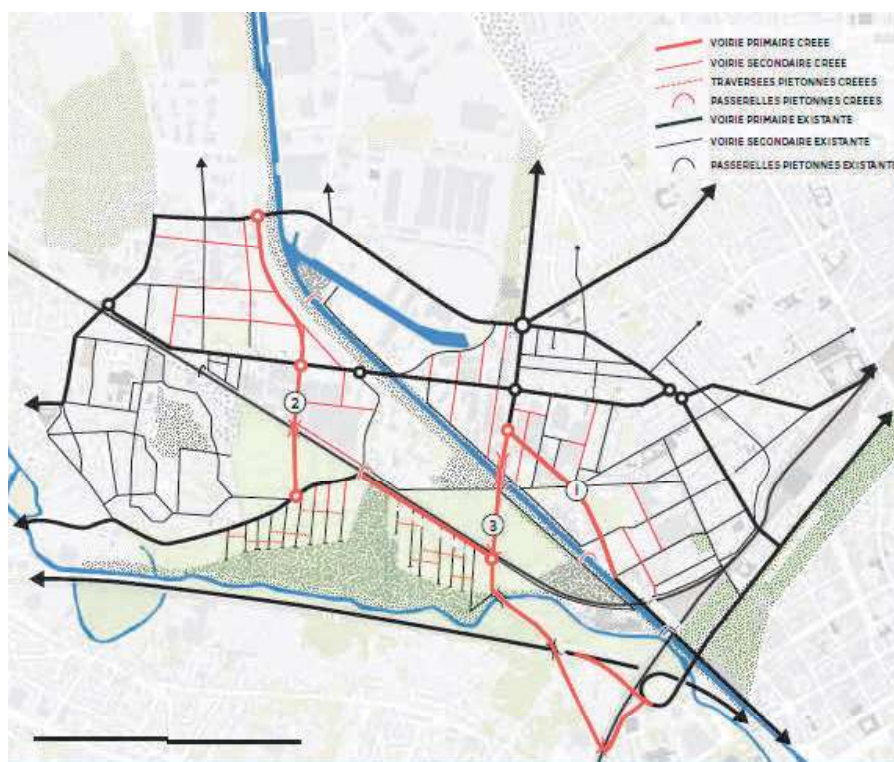 VOIRIE PRIMAIRE CREEE
VOIRIE SECONDAIRE CREEE
TRAVERSEES PIETONNES CREEES
PASSERELLES PIETONNES CREEES
VOIRIE PRIMAIRE EXISTANTE
VOIRIE SECONDAIRE EXISTANTE
PASSERELLES PIETONNES EXISTANTE
2
1
3